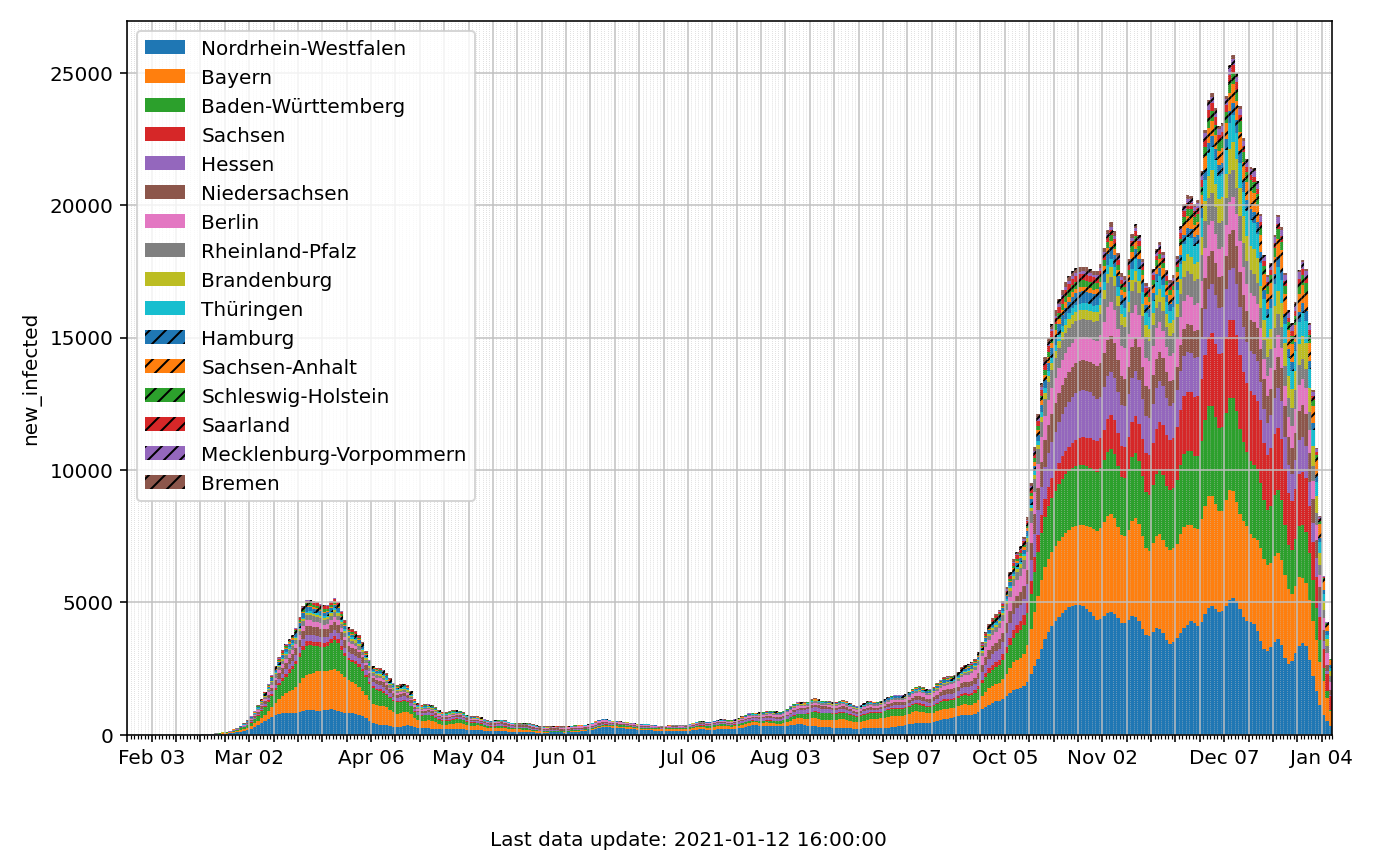 25000
20000
15000
10000
5000
0
new_infected
Nordrhein-Westfalen
Bayern
Baden-Württemberg
Sachsen
Hessen
Niedersachsen
Berlin
Rheinland-Pfalz
Brandenburg
Thüringen
Hamburg
Sachsen-Anhalt
Schleswig-Holstein
Saarland
Mecklenburg-Vorpommern
Bremen
Feb 03 Mar 02 Apr 06 May 04 Jun 01 Jul 06 Aug 03 Sep 07 Oct 05 Nov 02 Dec 07 Jan 04
Last data update: 2021-01-12 16:00:00